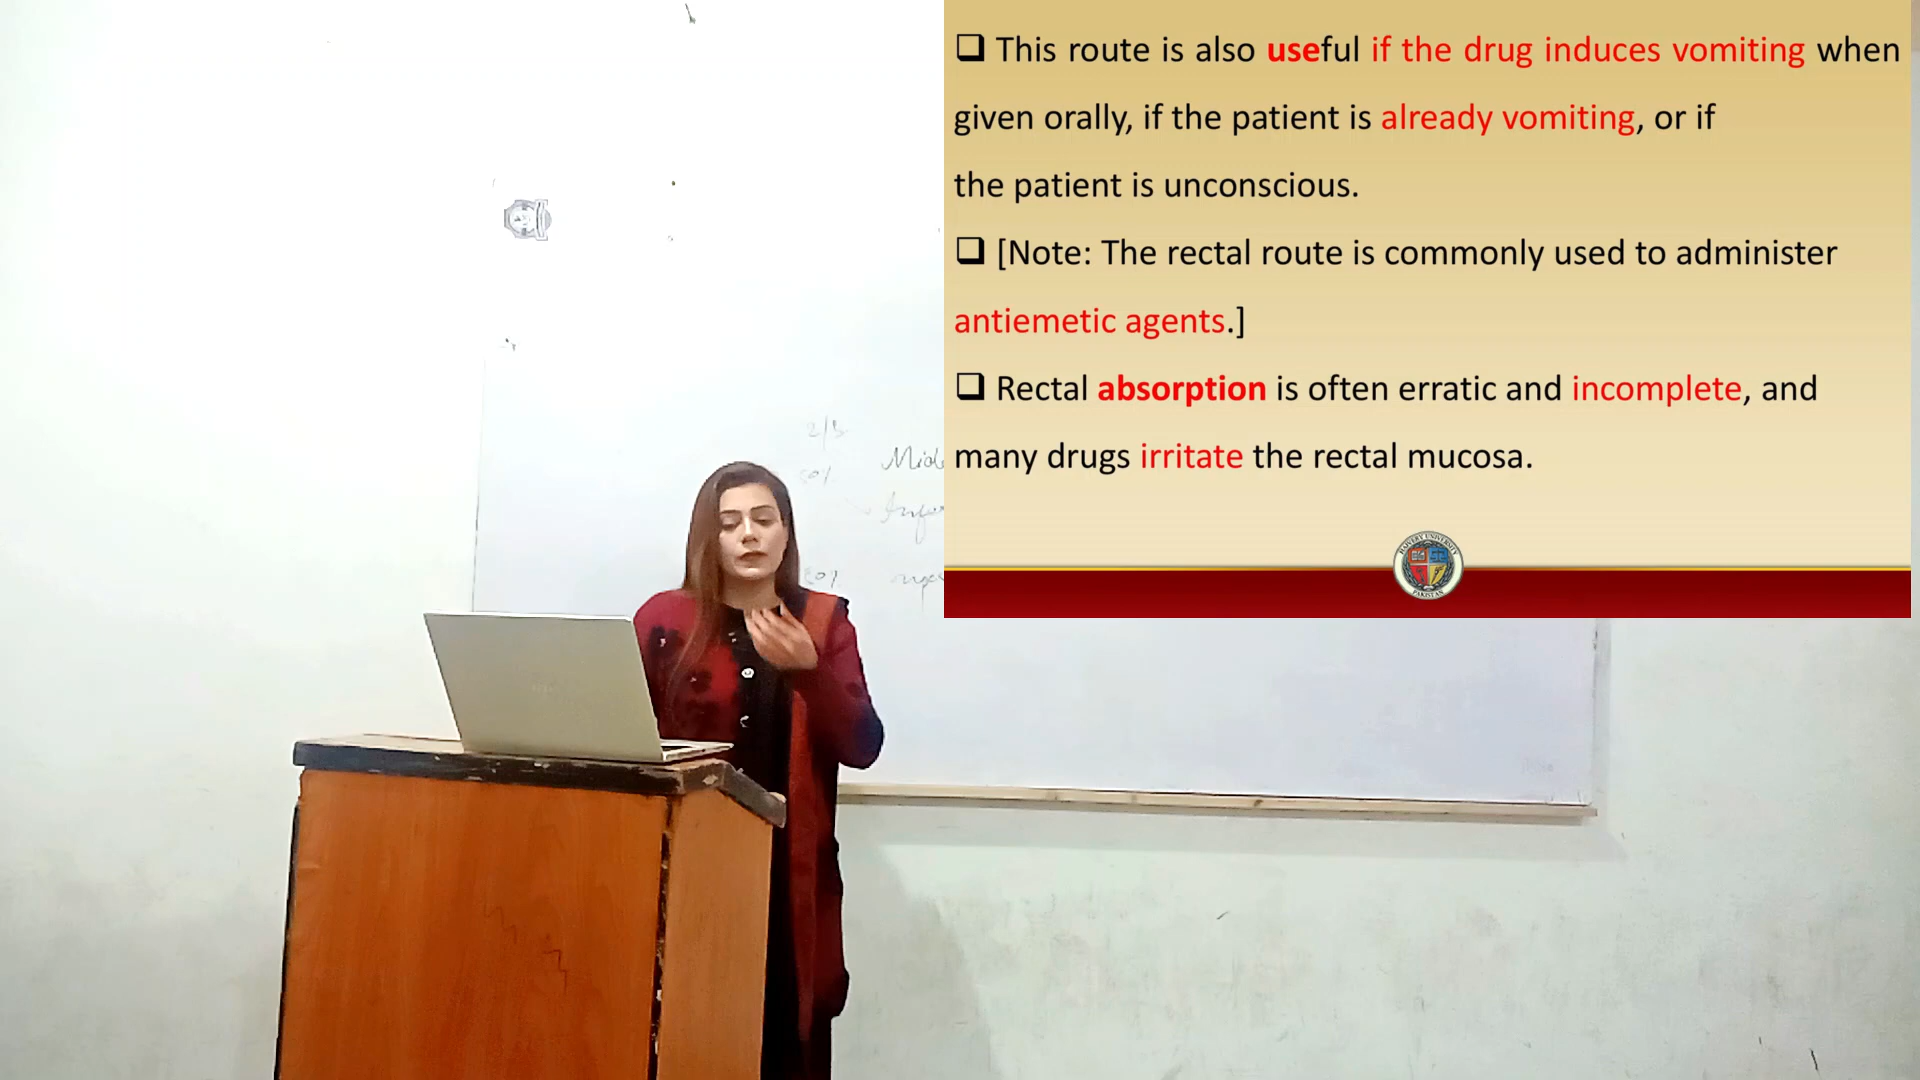 ❑ This route is also useful if the drug induces vomiting when
given orally, if the patient is already vomiting, or if
the patient is unconscious.
❑ [Note: The rectal route is commonly used to administer
antiemetic agents.]
❑ Rectal absorption is often erratic and incomplete, and
many drugs irritate the rectal mucosa.
PAKISTAN